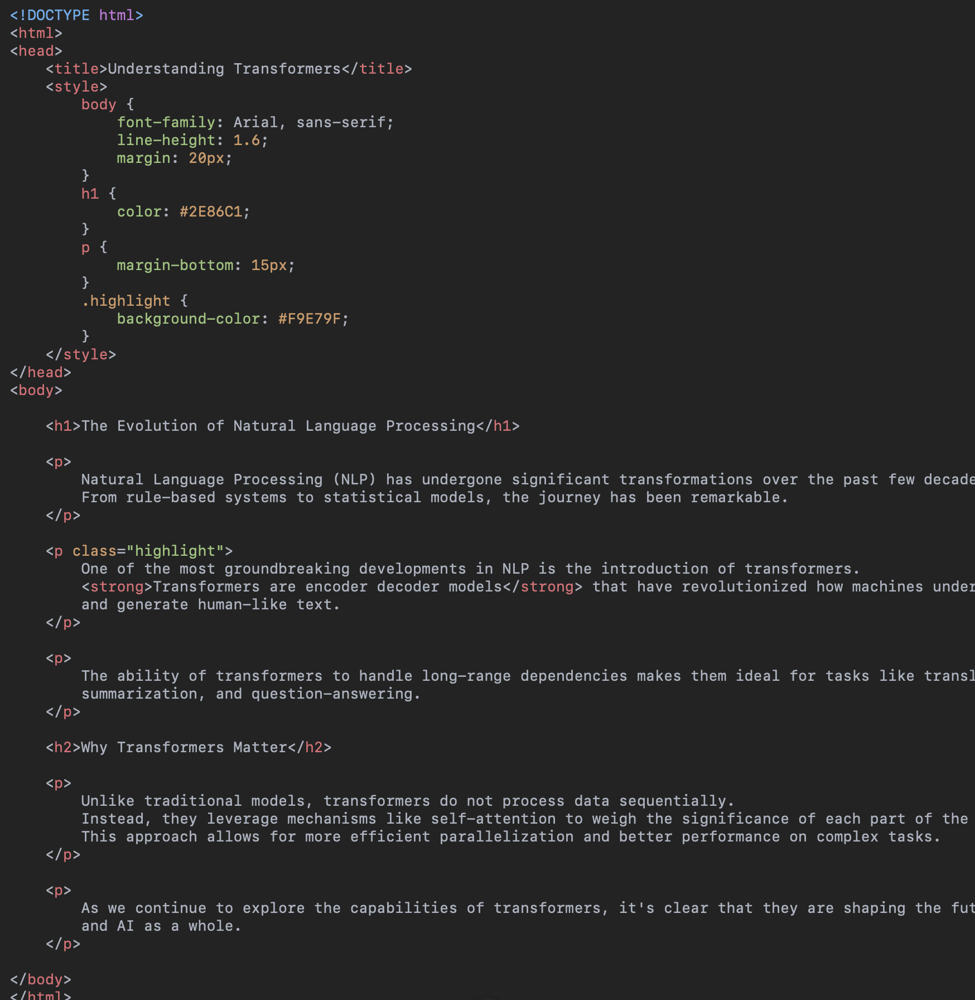 <!DOCTYPE html>
<html>
<head>
    <title>Understanding Transformers</title>
    <style>
        body {
            font-family: Arial, sans-serif;
            line-height: 1.6;
            margin: 20px;
        }
        h1 {
            color: #2E86C1;
        }
        p {
            margin-bottom: 15px;
        }
        .highlight {
            background-color: #F9E79F;
        }
    </style>
</head>
<body>

    <h1>The Evolution of Natural Language Processing</h1>

    <p>
        Natural Language Processing (NLP) has undergone significant transformations over the past few decade
        From rule-based systems to statistical models, the journey has been remarkable.
    </p>

    <p class="highlight">
        One of the most groundbreaking developments in NLP is the introduction of transformers.
        <strong>Transformers are encoder decoder models</strong> that have revolutionized how machines under
        and generate human-like text.
    </p>

    <p>
        The ability of transformers to handle long-range dependencies makes them ideal for tasks like transl
        summarization, and question-answering.
    </p>

    <h2>Why Transformers Matter</h2>

    <p>
        Unlike traditional models, transformers do not process data sequentially.
        Instead, they leverage mechanisms like self-attention to weigh the significance of each part of the
        This approach allows for more efficient parallelization and better performance on complex tasks.
    </p>

    <p>
        As we continue to explore the capabilities of transformers, it's clear that they are shaping the fut
        and AI as a whole.
    </p>

</body>
</html>